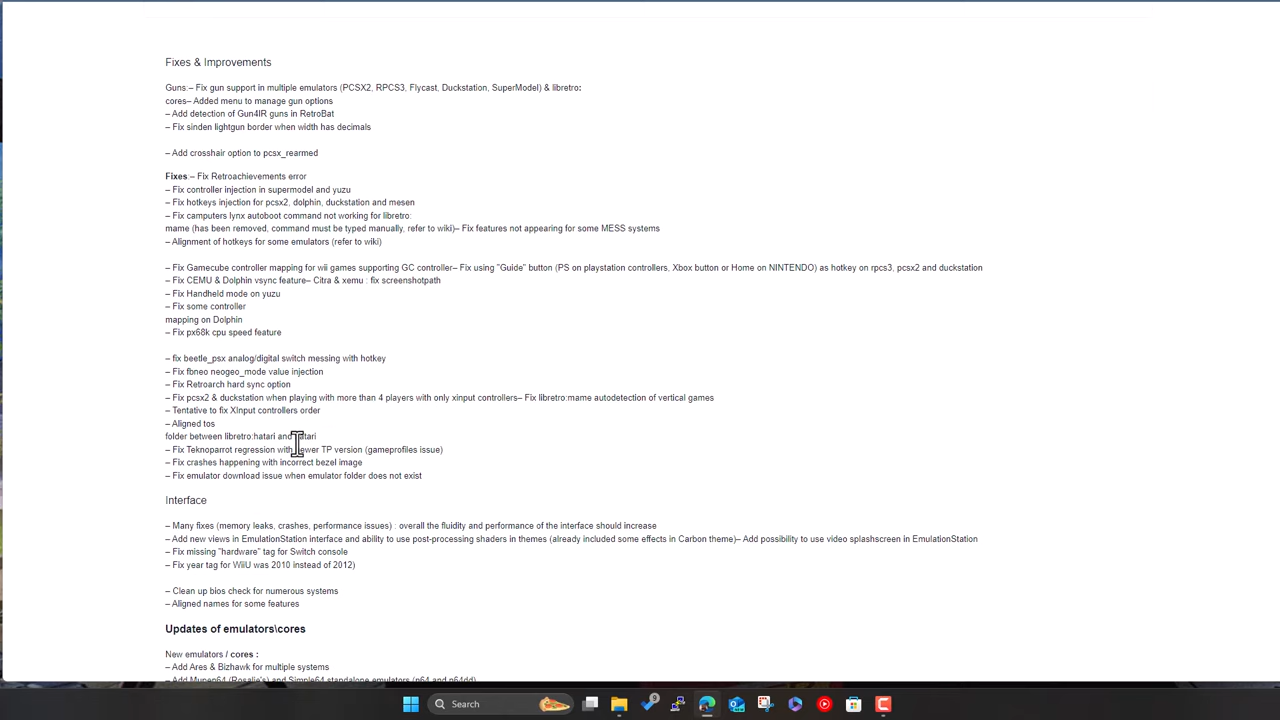 Fixes & Improvements
Guns:– Fix gun support in multiple emulators (PCSX2, RPCS3, Flycast, Duckstation, SuperModel) & libretro:
cores– Added menu to manage gun options
– Add detection of Gun4IR guns in RetroBat
– Fix sinden lightgun border when width has decimals
– Add crosshair option to pcsx_rearmed
Fixes:– Fix Retroachievements error
– Fix controller injection in supermodel and yuzu
– Fix hotkeys injection for pcsx2, dolphin, duckstation and mesen
– Fix camputers lynx autoboot command not working for libretro:
mame (has been removed, command must be typed manually, refer to wiki)– Fix features not appearing for some MESS systems
– Alignment of hotkeys for some emulators (refer to wiki)
– Fix Gamecube controller mapping for wii games supporting GC controller– Fix using "Guide" button (PS on playstation controllers, Xbox button or Home on NINTENDO) as hotkey on rpcs3, pcsx2 and duckstation
– Fix CEMU & Dolphin vsync feature– Citra & xemu : fix screenshotpath
– Fix Handheld mode on yuzu
– Fix some controller
mapping on Dolphin
– Fix px68k cpu speed feature
– fix beetle_psx analog/digital switch messing with hotkey
– Fix fbneo neogeo_mode value injection
– Fix Retroarch hard sync option
– Fix pcsx2 & duckstation when playing with more than 4 players with only xinput controllers– Fix libretro:mame autodetection of vertical games
– Tentative to fix XInput controllers order
– Aligned tos
folder between libretro:hatari and hatari
– Fix Teknoparrot regression with newer TP version (gameprofiles issue)
– Fix crashes happening with incorrect bezel image
– Fix emulator download issue when emulator folder does not exist
Interface
– Many fixes (memory leaks, crashes, performance issues) : overall the fluidity and performance of the interface should increase
– Add new views in EmulationStation interface and ability to use post-processing shaders in themes (already included some effects in Carbon theme)– Add possibility to use video splashscreen in EmulationStation
– Fix missing "hardware" tag for Switch console
– Fix year tag for WiiU was 2010 instead of 2012)
– Clean up bios check for numerous systems
– Aligned names for some features
Updates of emulators\cores
New emulators / cores :
– Add Ares & Bizhawk for multiple systems
– Add Mupen64 (Rosalie's) and Simple64 standalone emulators (n64 and n64dd)
Search
9